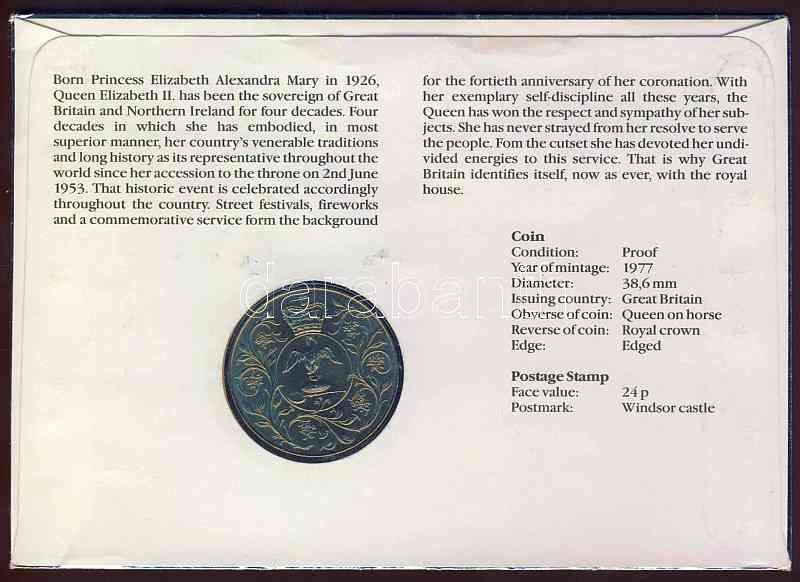 Born Princess Elizabeth Alexandra Mary in 1926,
Queen Elizabeth II. has been the sovereign of Great
Britain and Northern Ireland for four decades. Four
decades in which she has embodied, in most
superior manner, her country's venerable traditions
and long history as its representative throughout the
world since her accession to the throne on 2nd June
1953. That historic event is celebrated accordingly
throughout the country. Street festivals, fireworks
and a commemorative service form the background
for the fortieth anniversary of her coronation. With
her exemplary self-discipline all these years, the
Queen has won the respect and sympathy of her sub-
jects. She has never strayed from her resolve to serve
the people. Fom the cutset she has devoted her undi-
vided energies to this service. That is why Great
Britain identifies itself, now as ever, with the royal
house.
Coin
Condition: Proof
Year of mintage: 1977
Diameter: 38,6 mm
Issuing country: Great Britain
Obverse of coin: Queen on horse
Reverse of coin: Royal crown
Edge: Edged
Postage Stamp
Face value: 24 p
Postmark: Windsor castle